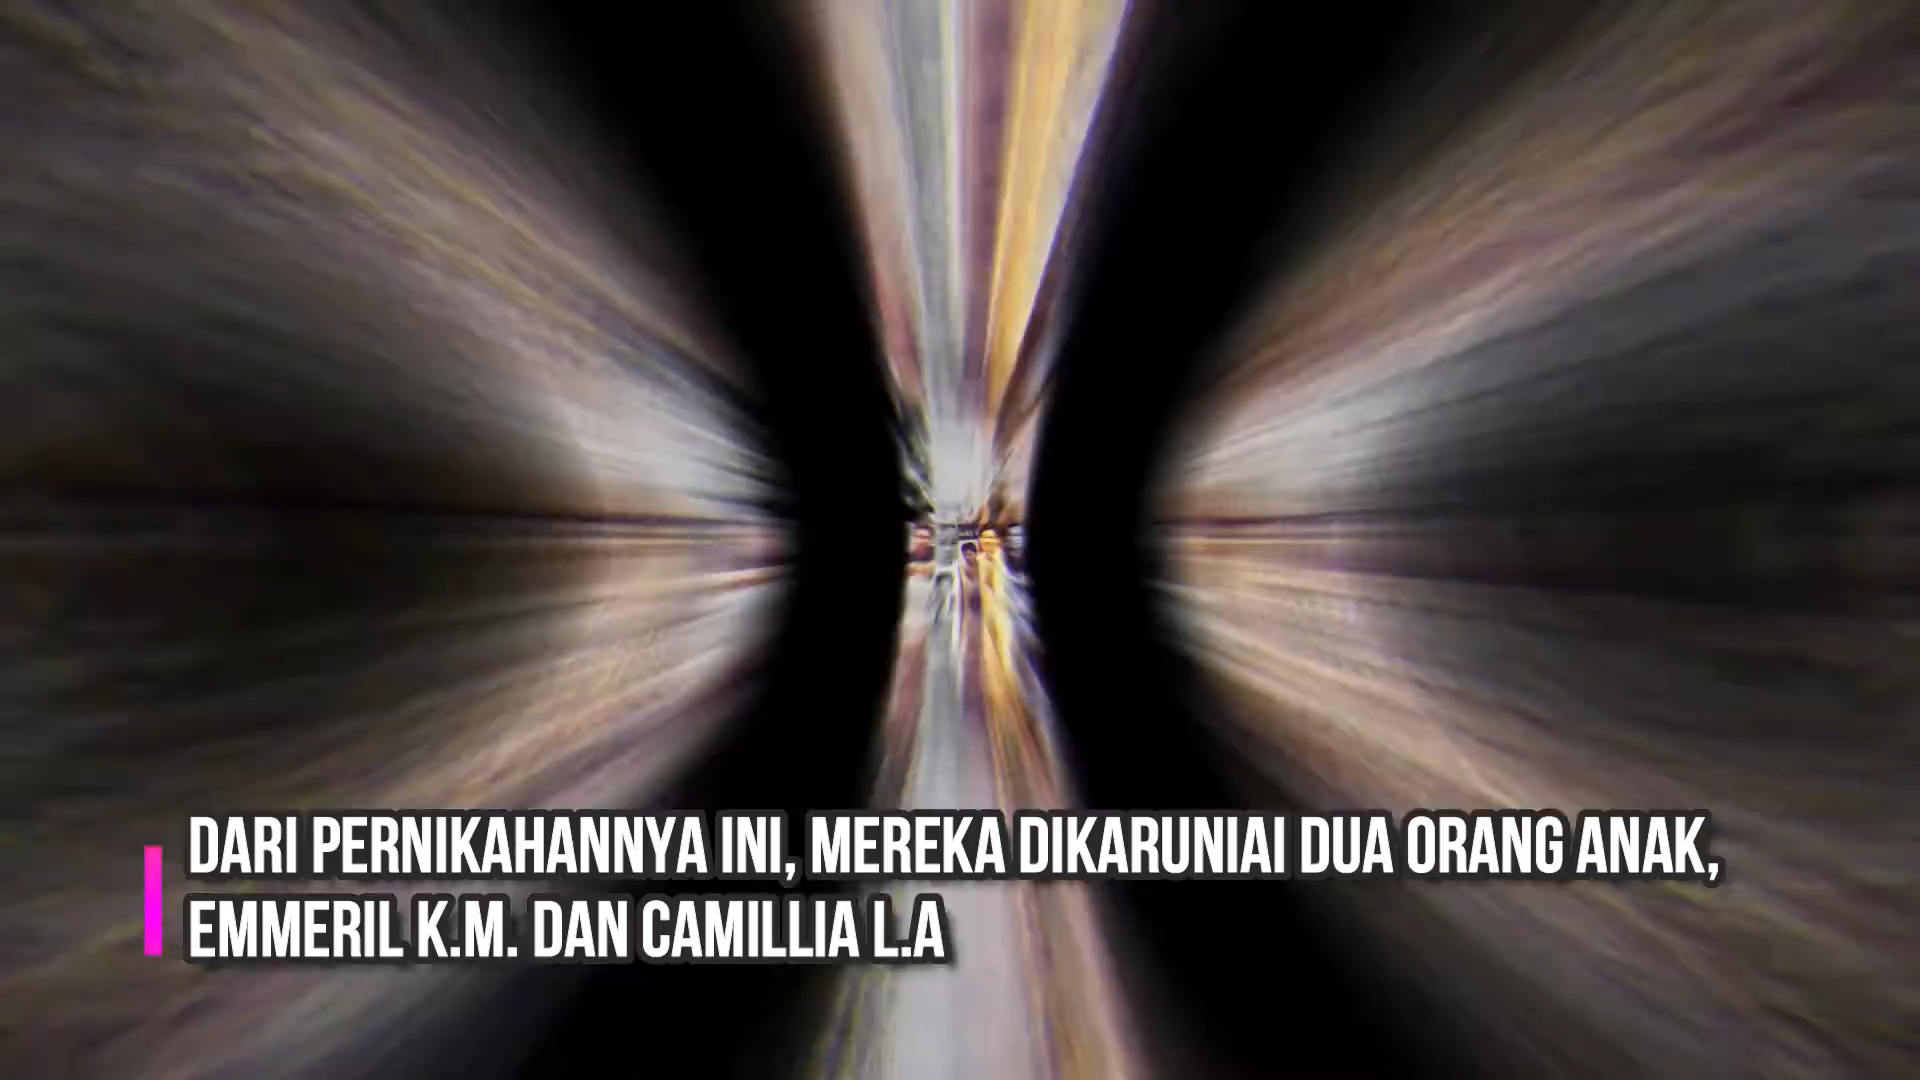 DARI PERNIKAHANNYA INI, MEREKA DIKARUNIAI DUA ORANG ANAK,
EMMERIL K.M. DAN CAMILLIA L.A